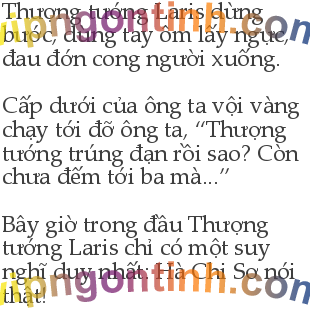 Thượng tướng Laris dừng
bước, dùng tay ôm lấy ngực,
đau đớn cong người xuống.
Cấp dưới của ông ta vội vàng
chạy tới đỡ ông ta, “Thượng
tướng trúng đạn rồi sao? Còn
chưa đếm tới ba mà...”
Bây giờ trong đầu Thượng
tướng Laris chỉ có một suy
nghĩ duy nhất: Hà Chi Sơ nói
thật!
vipngontinh.com
vipngontinh.com